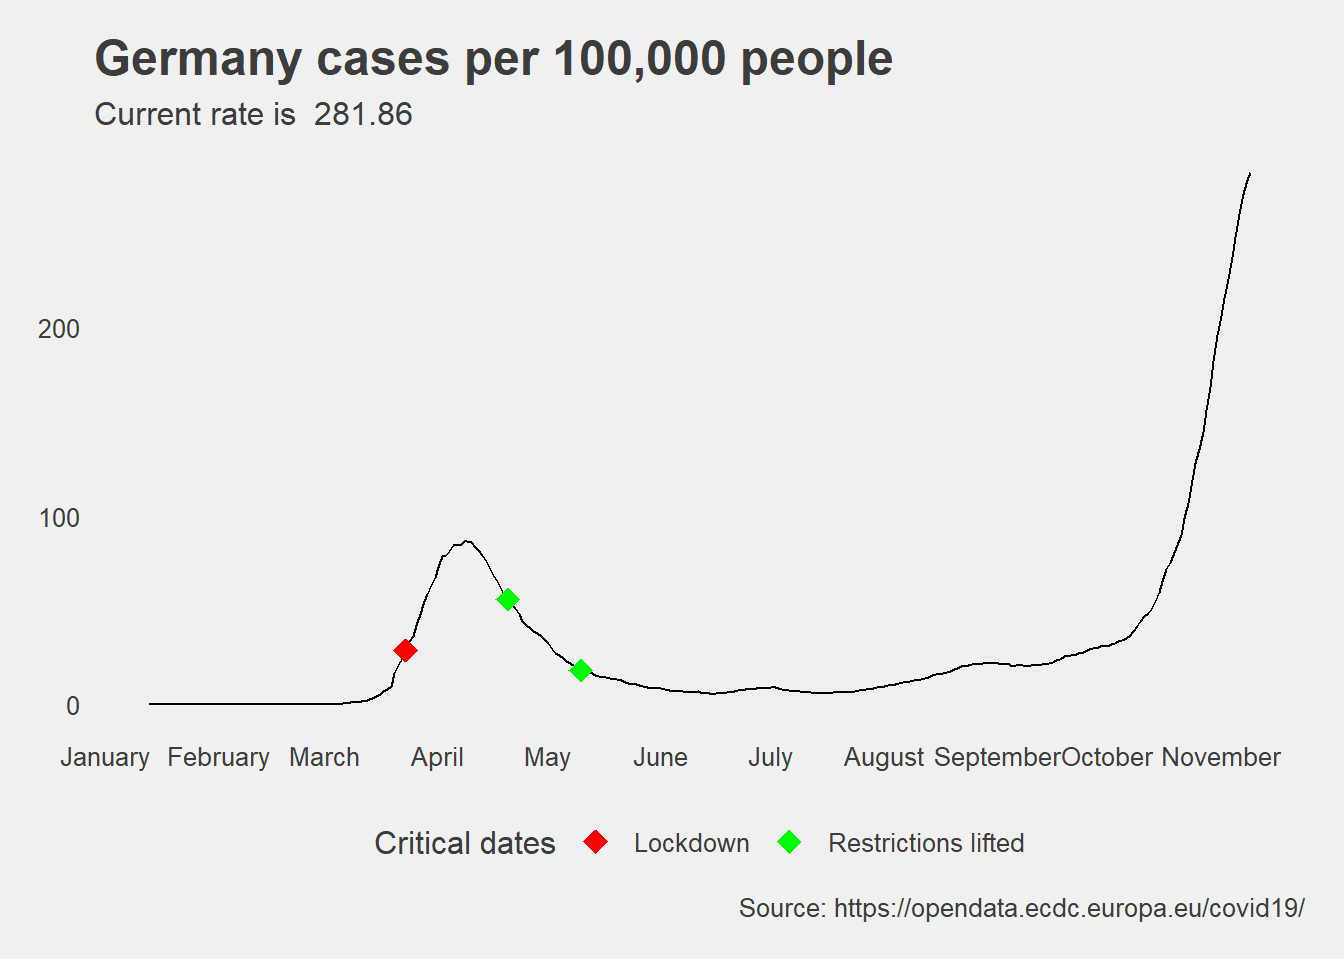 Germany cases per 100,000 people
Current rate is  281.86
200
100
0
January February March April May June July August September October November
Critical dates Lockdown Restrictions lifted
Source: https://opendata.ecdc.europa.eu/covid19/